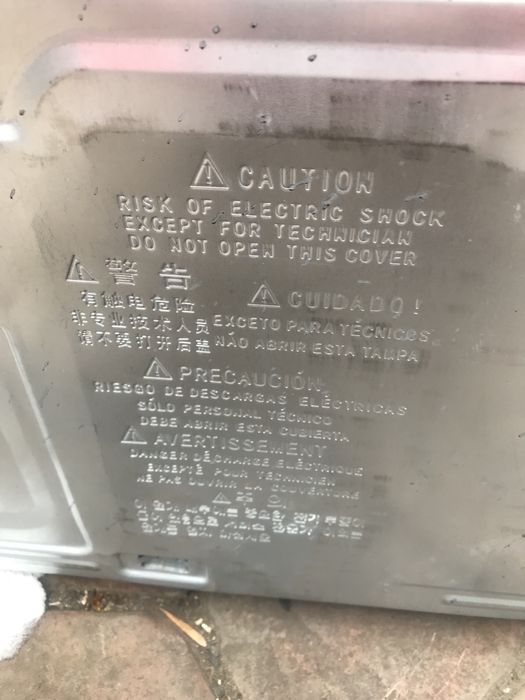 CAUTION
RISK OF ELECTRIC SHOCK
EXCEPT FOR TECHNICIAN
DO NOT OPEN THIS COVER
警告
有触电危险
非专业技术人员
请不要打开后盖
CUIDADO!
EXCETO PARA TÉCNICOS
NÃO ABRIR ESTA TAMPA
PRECAUCIÓN
RIESGO DE DESCARGAS ELÉCTRICAS
SÓLO PERSONAL TÉCNICO
DEBE ABRIR ESTA CUBIERTA
AVERTISSEMENT
DANGER DÉCHARGE ELÉCTRIQUE
EXCEPTÉ POUR TECHNICIEN
NE PAS OUVRIR LA COUVERTURE